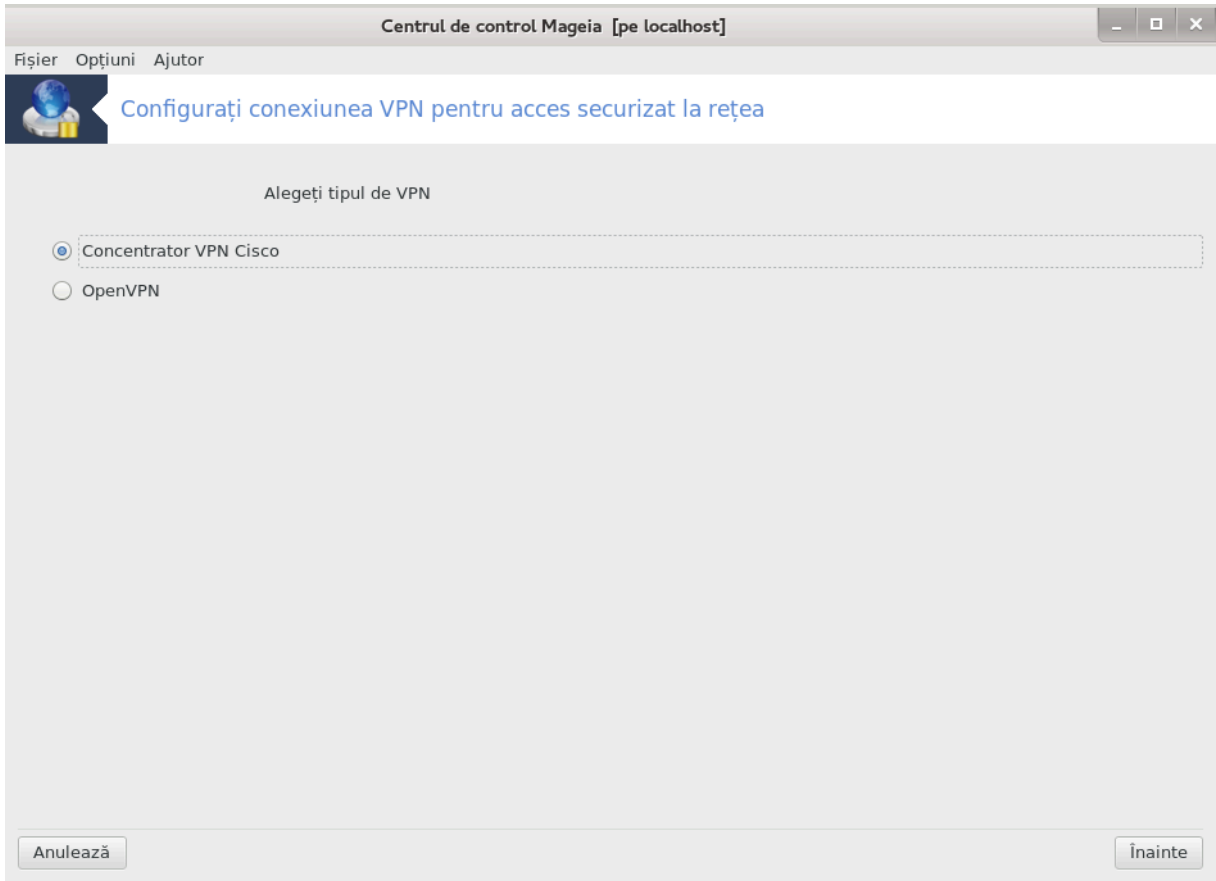 Centrul de control Mageia [pe localhost]
Fișier Opțiuni Ajutor
Configurați conexiunea VPN pentru acces securizat la rețea
Alegeți tipul de VPN
Concentrator VPN Cisco
OpenVPN
Anulează Înainte